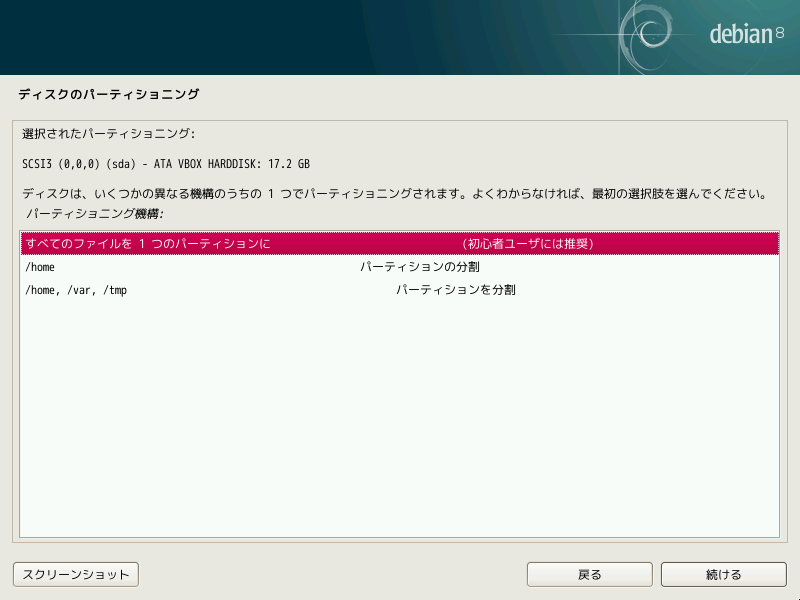 debian 8
ディスクのパーティショニング
選択されたパーティショニング:
SCSI3 (0,0,0) (sda) - ATA VBOX HARDDISK: 17.2 GB
ディスクは、いくつかの異なる機構のうちの 1 つでパーティショニングされます。よくわからなければ、最初の選択肢を選んでください。
パーティショニング機構:
すべてのファイルを 1 つのパーティションに (初心者ユーザには推奨)
/home パーティションの分割
/home, /var, /tmp パーティションを分割
スクリーンショット 戻る 続ける